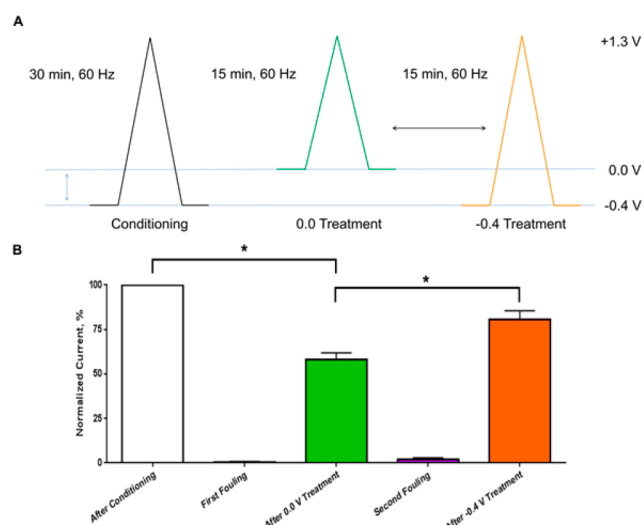 A
+1.3 V
30 min, 60 Hz
15 min, 60 Hz
15 min, 60 Hz
0.0 V
-0.4 V
Conditioning
0.0 Treatment
-0.4 Treatment
B
*
*
Normalized Current, %
100
75
50
25
0
After Conditioning
First Fouling
After 0.0 V Treatment
Second Fouling
After -0.4 V Treatment